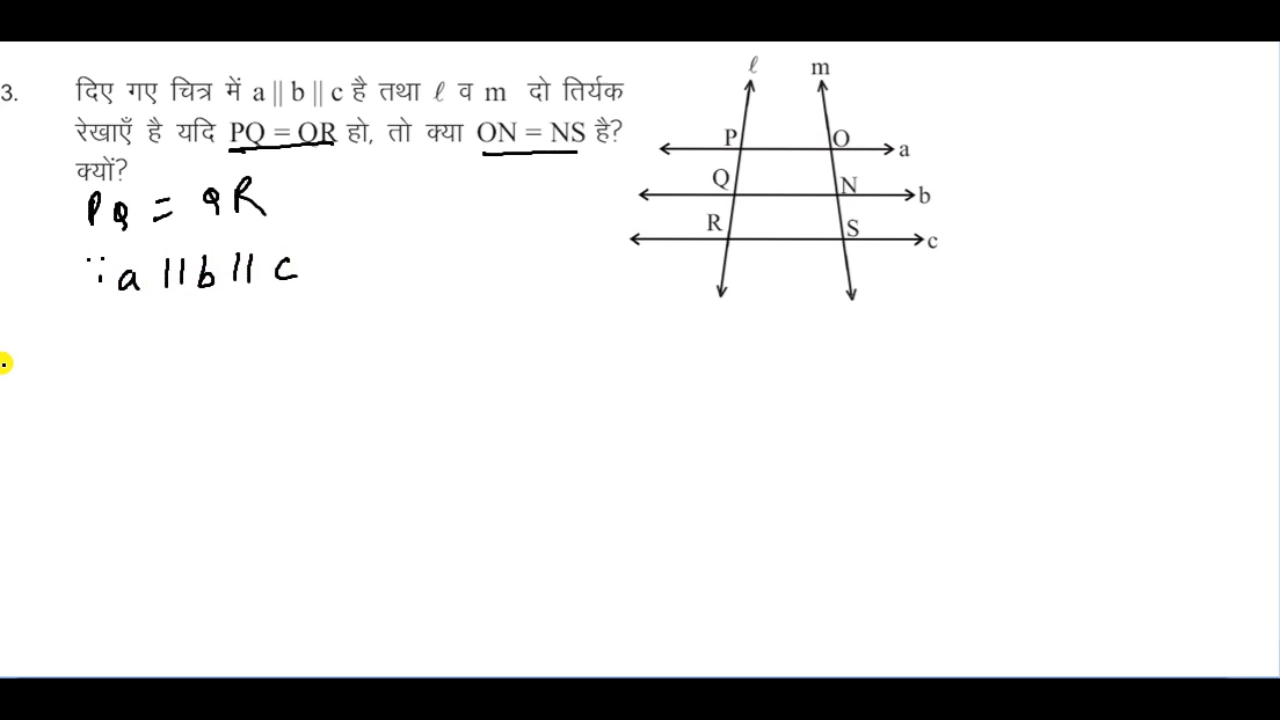 3. दिए गए चित्र में a || b || c है तथा ℓ व m दो तिर्यक
रेखाएँ है यदि PQ = QR हो, तो क्या ON = NS है?
क्यों?
PQ = QR
∵ a || b || c
ℓ m
P O a
Q N b
R S c